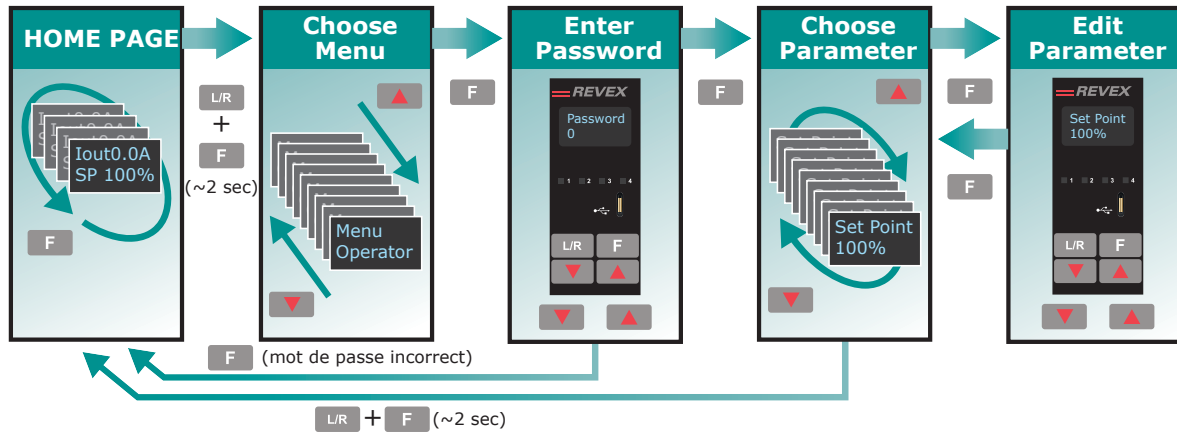 HOME PAGE
Iout0.0A
SP 100%
F
L/R
+
F
(~2 sec)
Choose
Menu
Menu
Operator
F
Enter
Password
REVEX
Password
0
1 2 3 4
L/R F
F
Choose
Parameter
Set Point
100%
F
F
Edit
Parameter
REVEX
Set Point
100%
1 2 3 4
L/R F
F (mot de passe incorrect)
L/R + F (~2 sec)